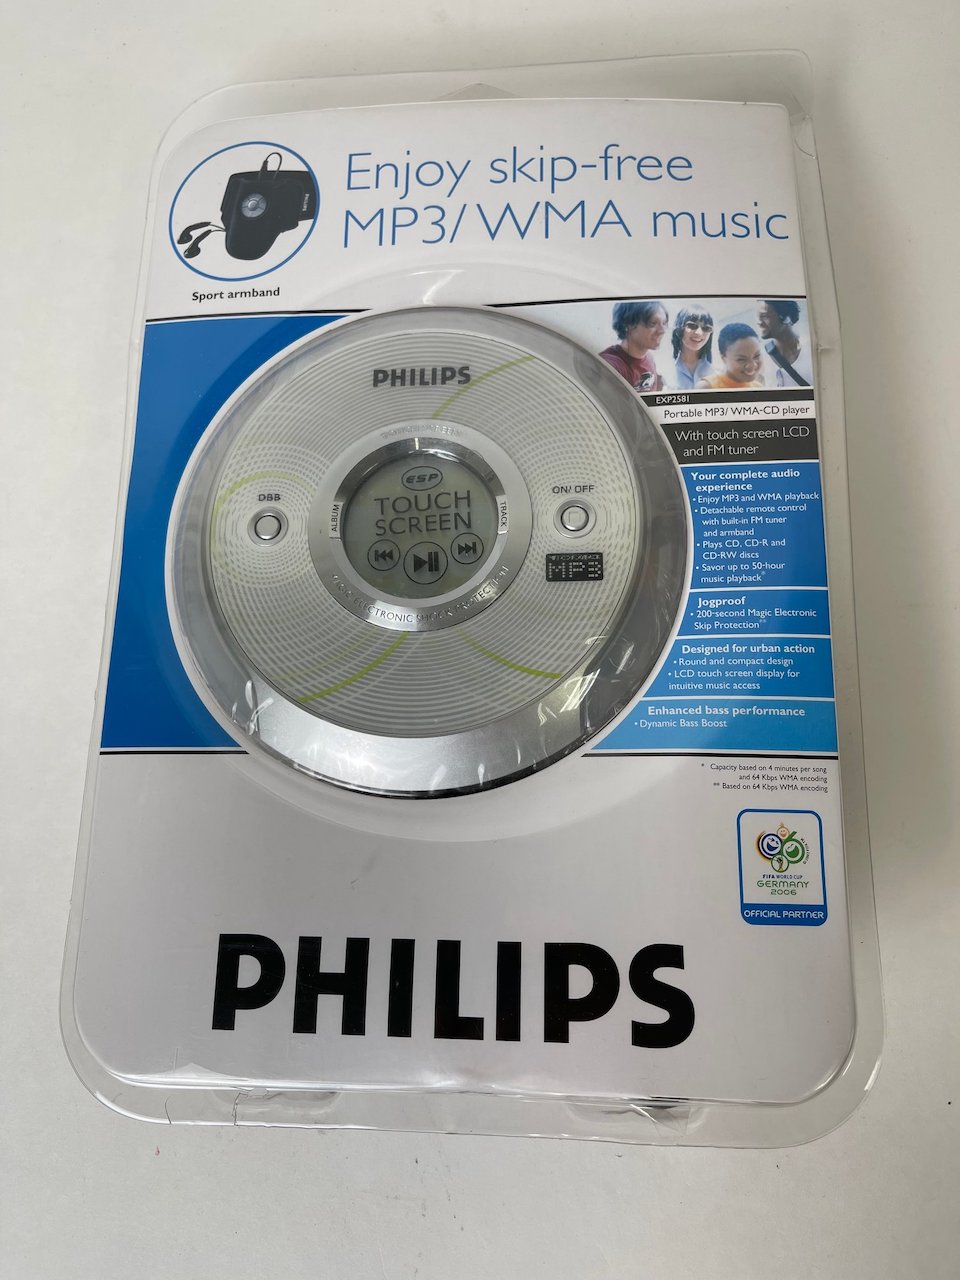 Enjoy skip-free
MP3/WMA music
PHILIPS
Sport armband
PHILIPS
EXP2581
Portable MP3/ WMA-CD player
With touch screen LCD
and FM tuner
DBB
ON/ OFF
ALBUM
TRACK
ESP
TOUCH
SCREEN
TOUCH SCREEN
ELECTRONIC SHOCK PROTECTION
MP3
Your complete audio
experience
• Enjoy MP3 and WMA playback
• Detachable remote control
with built-in FM tuner
and armband
• Plays CD, CD-R and
CD-RW discs
• Savor up to 50-hour
music playback*
Jogproof
• 200-second Magic Electronic
Skip Protection**
Designed for urban action
• Round and compact design
• LCD touch screen display for
intuitive music access
Enhanced bass performance
• Dynamic Bass Boost
* Capacity based on 4 minutes per song
and 64 Kbps WMA encoding
** Based on 64 Kbps WMA encoding
FIFA WORLD CUP
GERMANY
2006
OFFICIAL PARTNER
PHILIPS